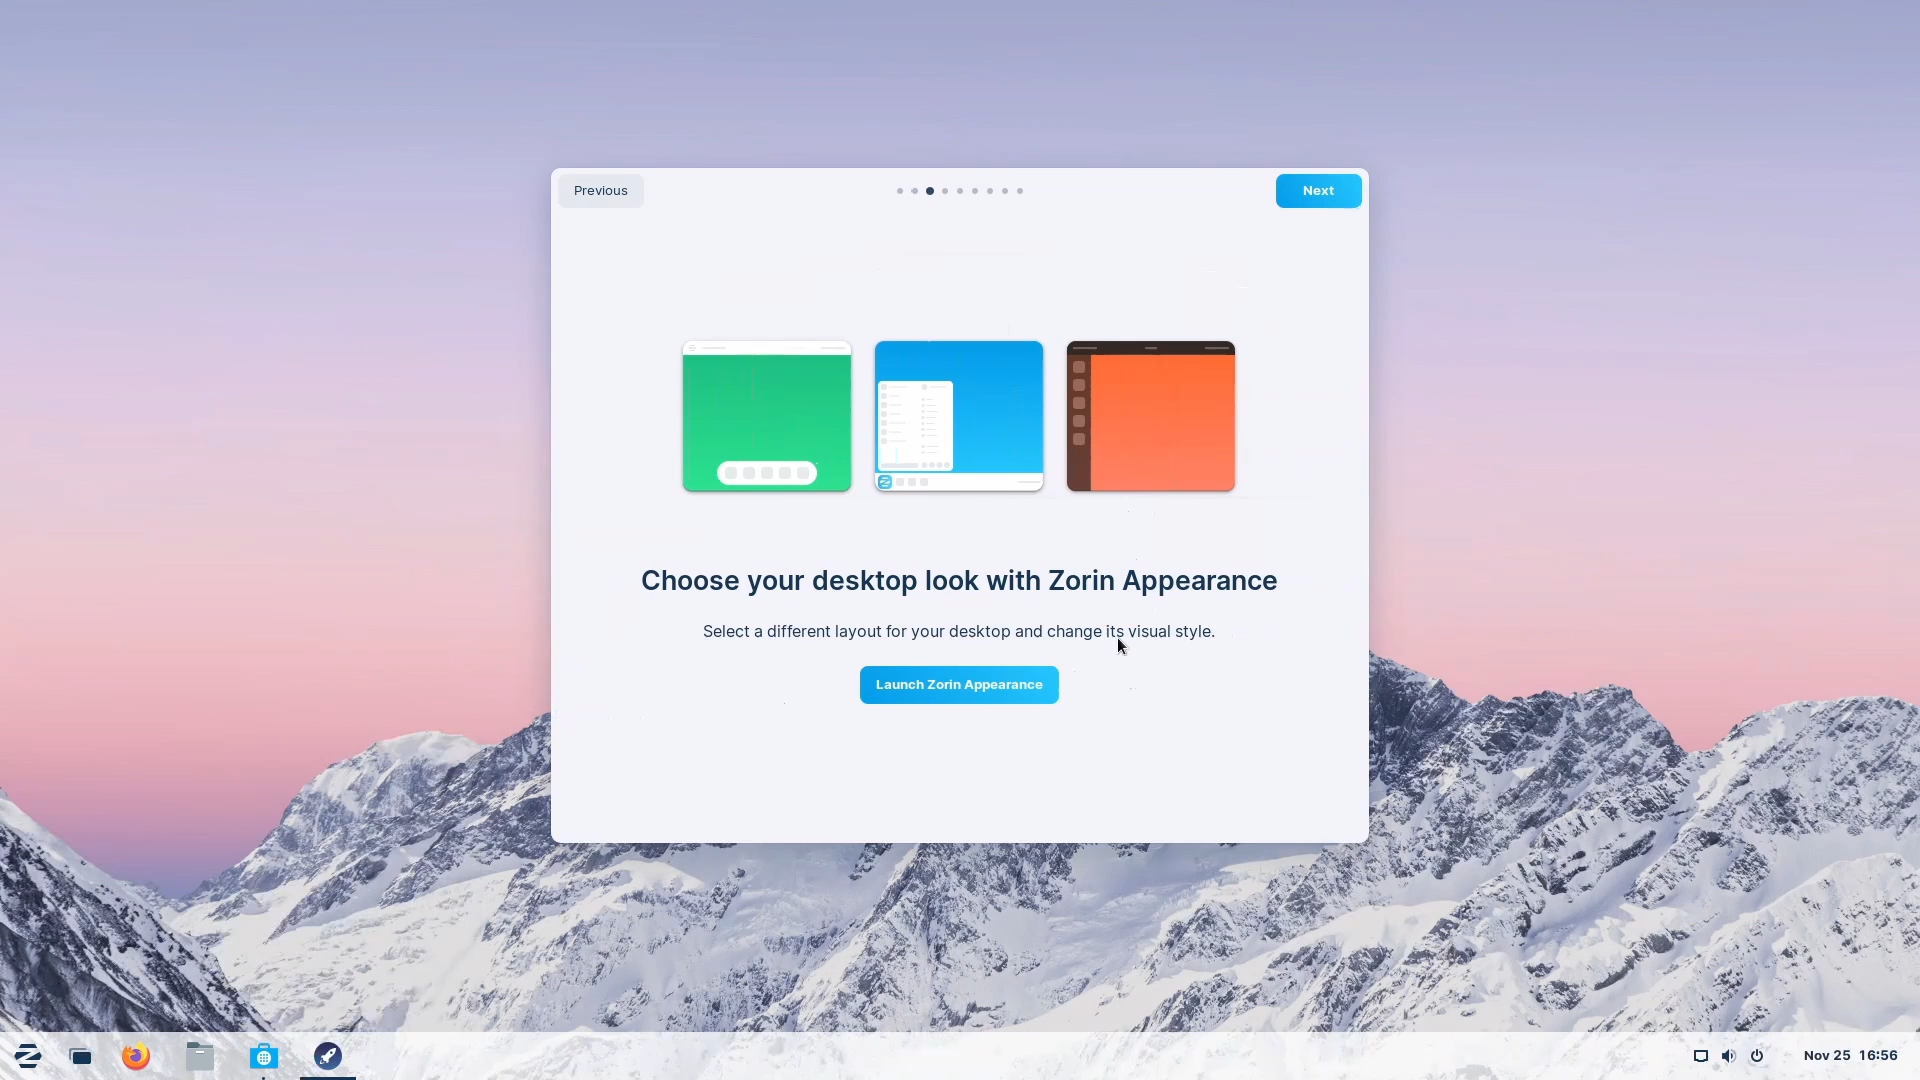 Previous
Next
Choose your desktop look with Zorin Appearance
Select a different layout for your desktop and change its visual style.
Launch Zorin Appearance
Nov 25 16:56